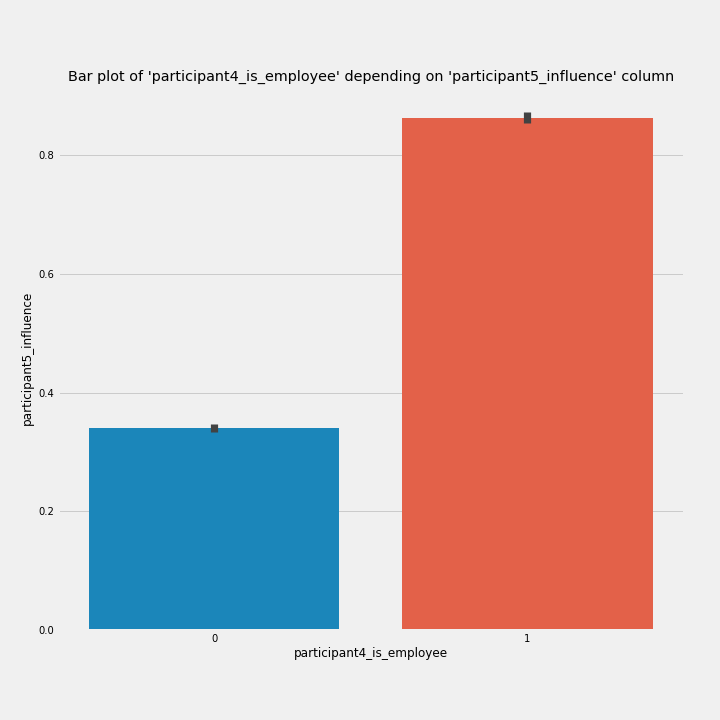 Bar plot of 'participant4_is_employee' depending on 'participant5_influence' column
participant5_influence
0.8
0.6
0.4
0.2
0.0
0
1
participant4_is_employee